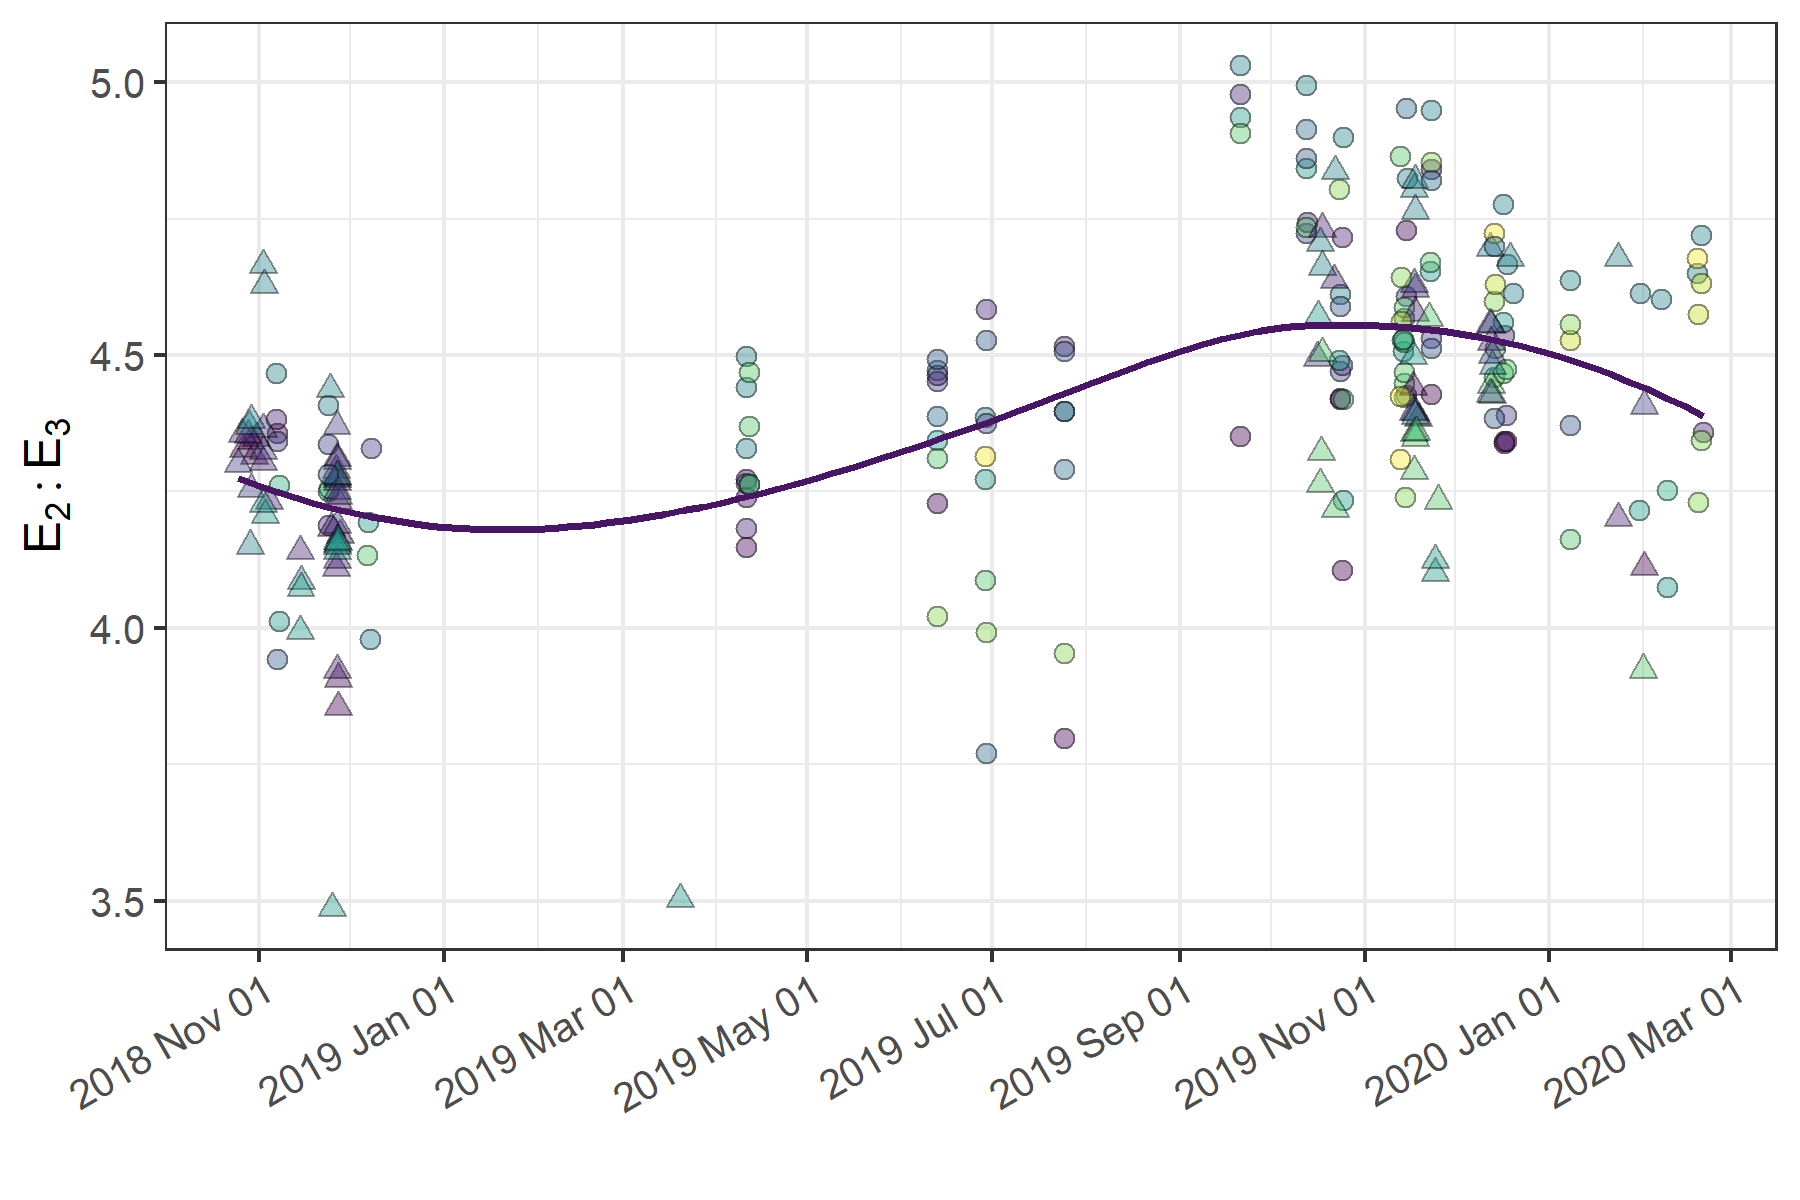 E₂ : E₃
5.0
4.5
4.0
3.5
2018 Nov 01
2019 Jan 01
2019 Mar 01
2019 May 01
2019 Jul 01
2019 Sep 01
2019 Nov 01
2020 Jan 01
2020 Mar 01